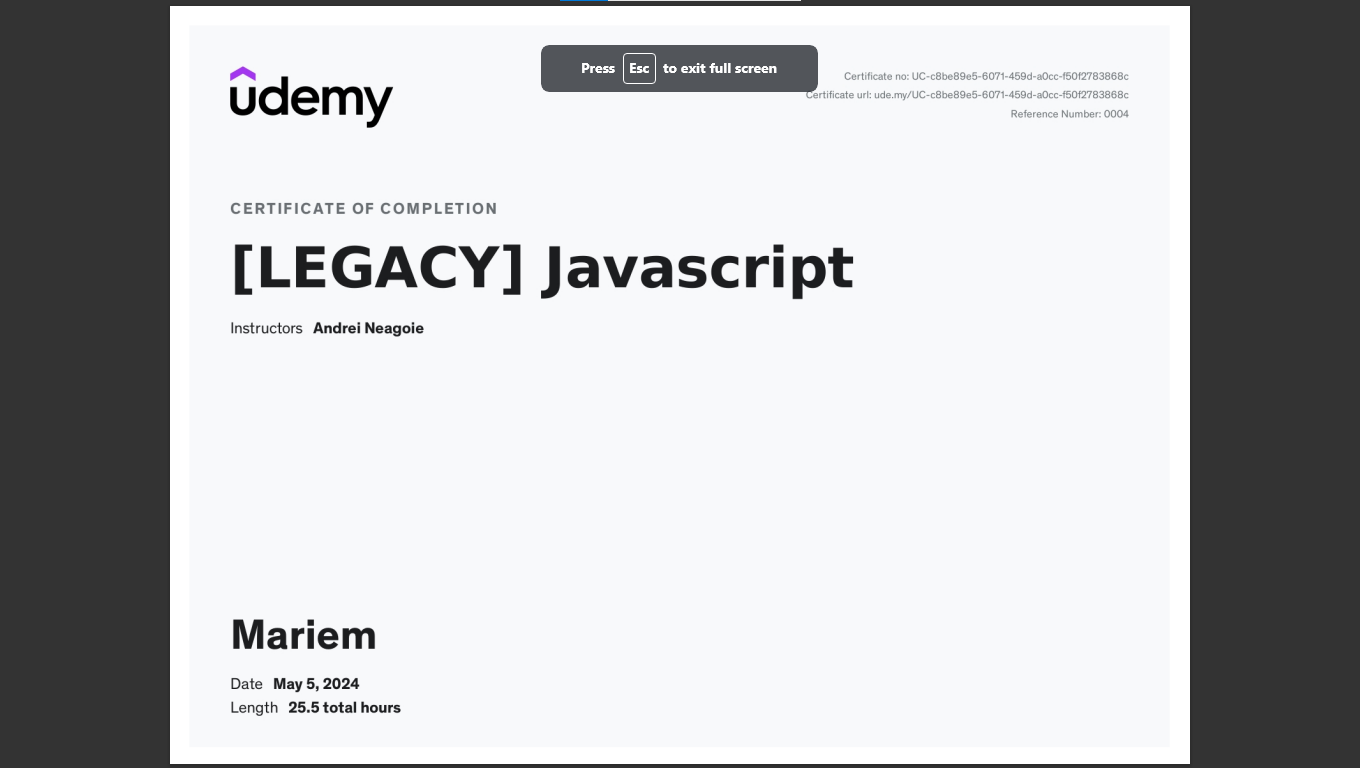 Press Esc to exit full screen
udemy
Certificate no: UC-c8be89e5-6071-459d-a0cc-f50f2783868c
Certificate url: ude.my/UC-c8be89e5-6071-459d-a0cc-f50f2783868c
Reference Number: 0004
CERTIFICATE OF COMPLETION
[LEGACY] Javascript
Instructors Andrei Neagoie
Mariem
Date May 5, 2024
Length 25.5 total hours